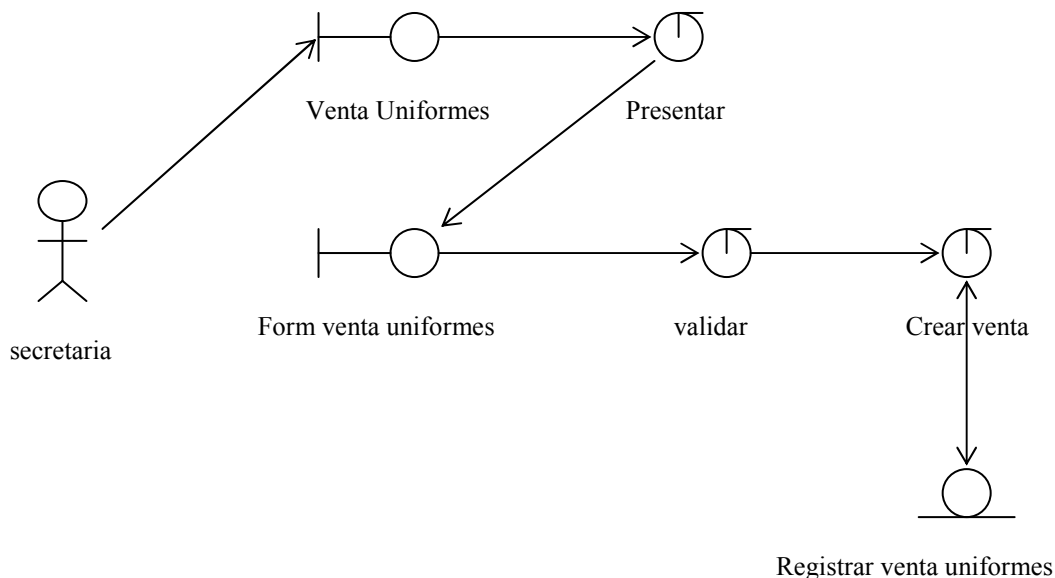 Venta Uniformes
Presentar
secretaria
Form venta uniformes
validar
Crear venta
Registrar venta uniformes